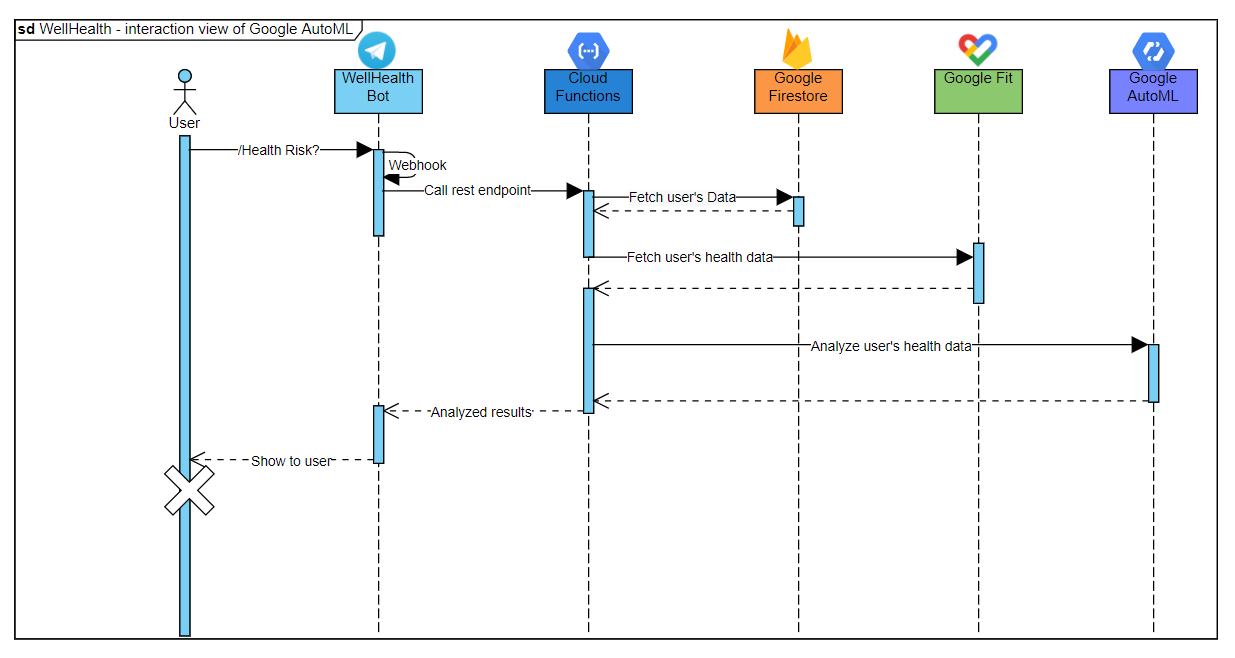 sd WellHealth - interaction view of Google AutoML
User
WellHealth
Bot
Cloud
Functions
Google
Firestore
Google Fit
Google
AutoML
/Health Risk?
Webhook
Call rest endpoint
Fetch user's Data
Fetch user's health data
Analyze user's health data
Analyzed results
Show to user